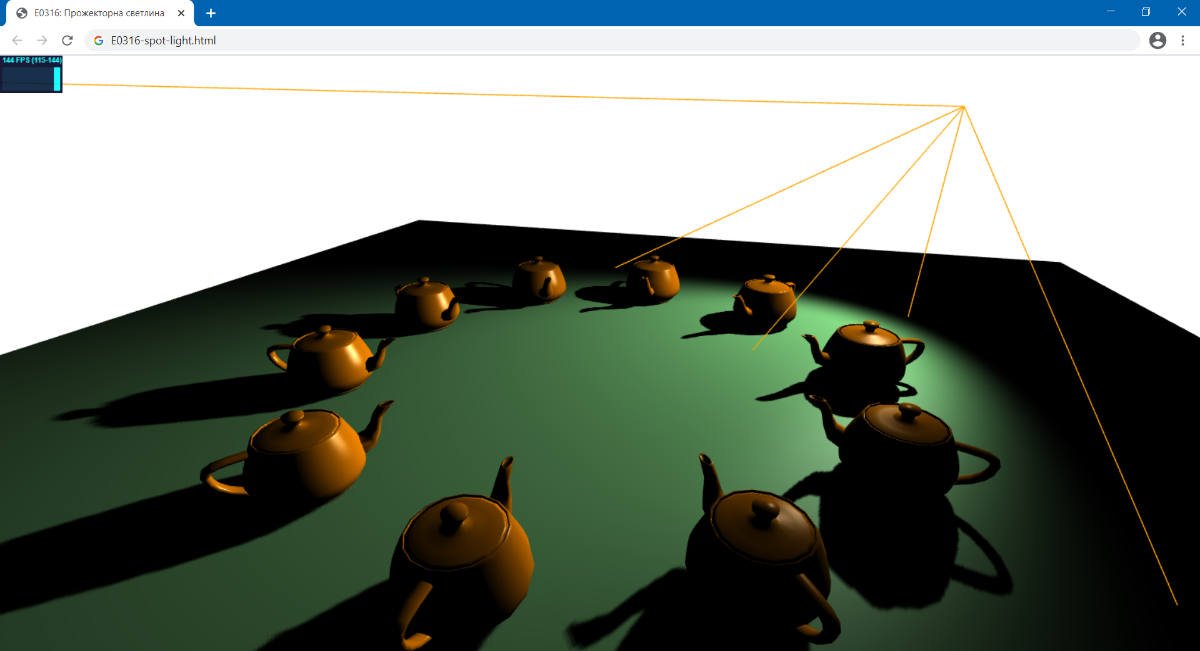 E0316: Прожекторна светлина
E0316-spot-light.html
144 FPS (115-144)